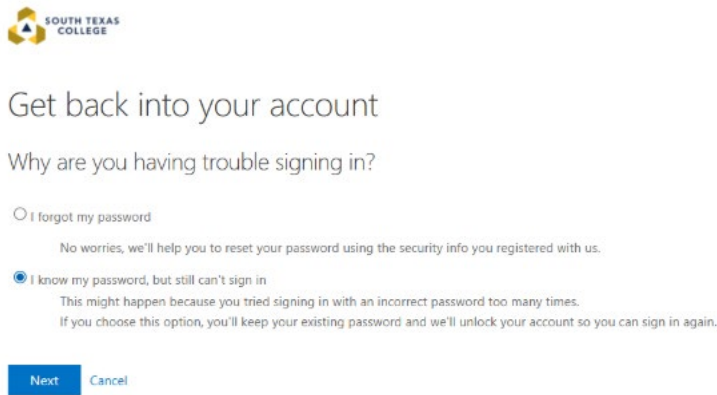 SOUTH TEXAS
COLLEGE
Get back into your account
Why are you having trouble signing in?
I forgot my password
No worries, we'll help you to reset your password using the security info you registered with us.
I know my password, but still can't sign in
This might happen because you tried signing in with an incorrect password too many times.
If you choose this option, you'll keep your existing password and we'll unlock your account so you can sign in again.
Next Cancel